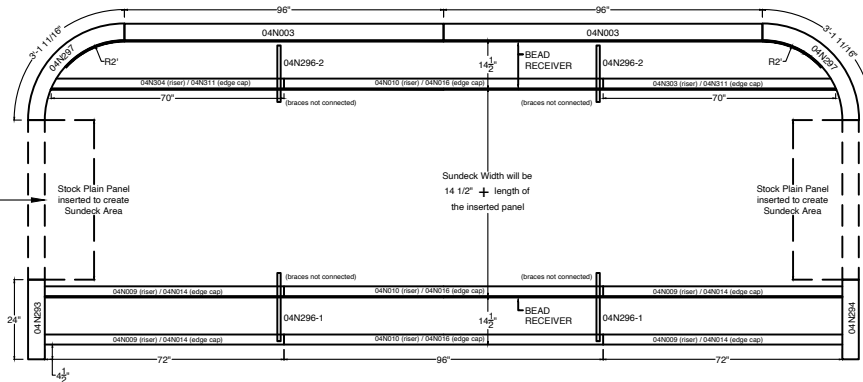 96" 96"
3'-1 11/16" 04N003 04N003 3'-1 11/16"
04N297 R2' 04N296-2 14 1/2" BEAD RECEIVER 04N296-2 R2' 04N297
04N304 (riser) / 04N311 (edge cap) 04N010 (riser) / 04N016 (edge cap) 04N303 (riser) / 04N311 (edge cap)
70" (braces not connected) (braces not connected) 70"
Stock Plain Panel
inserted to create
Sundeck Area
Sundeck Width will be
14 1/2" + length of
the inserted panel
Stock Plain Panel
inserted to create
Sundeck Area
(braces not connected) (braces not connected)
04N009 (riser) / 04N014 (edge cap) 04N010 (riser) / 04N016 (edge cap) 04N009 (riser) / 04N014 (edge cap)
24" 04N293 04N296-1 14 1/2" BEAD RECEIVER 04N296-1 04N294
04N009 (riser) / 04N014 (edge cap) 04N010 (riser) / 04N016 (edge cap) 04N009 (riser) / 04N014 (edge cap)
4 1/2" 72" 96" 72"